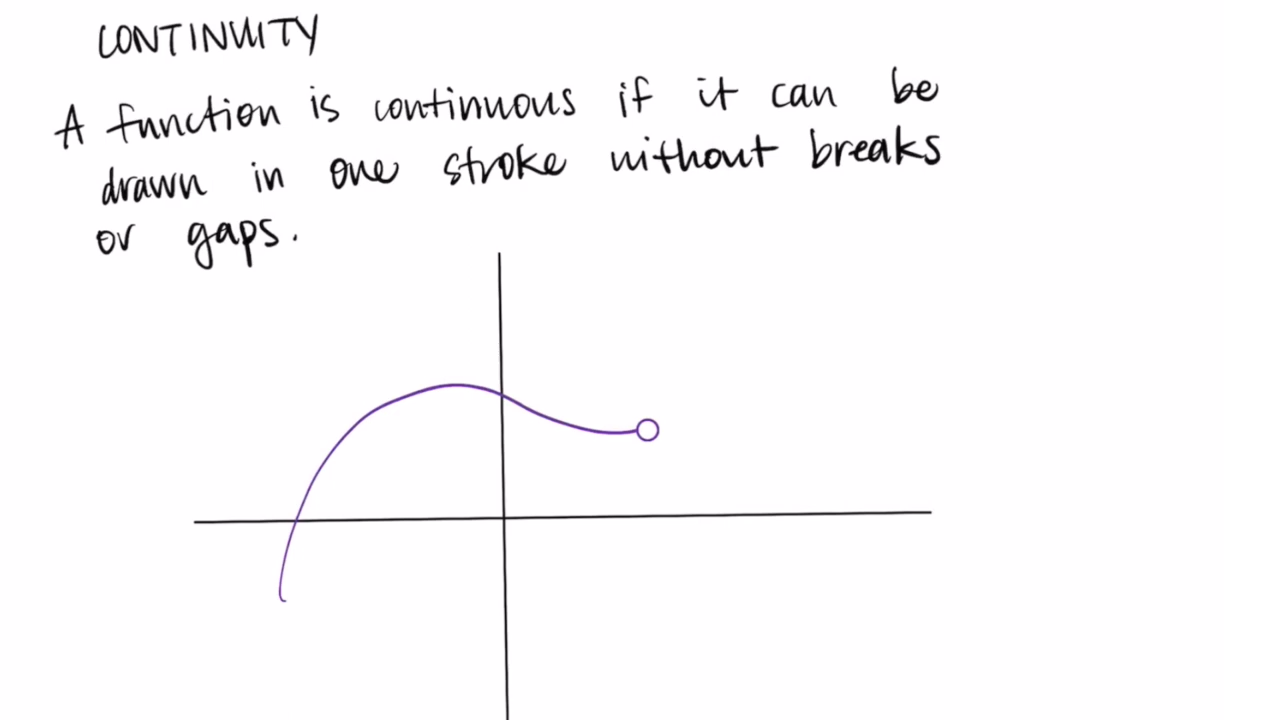 CONTINUITY
A function is continuous if it can be
drawn in one stroke without breaks
or gaps.